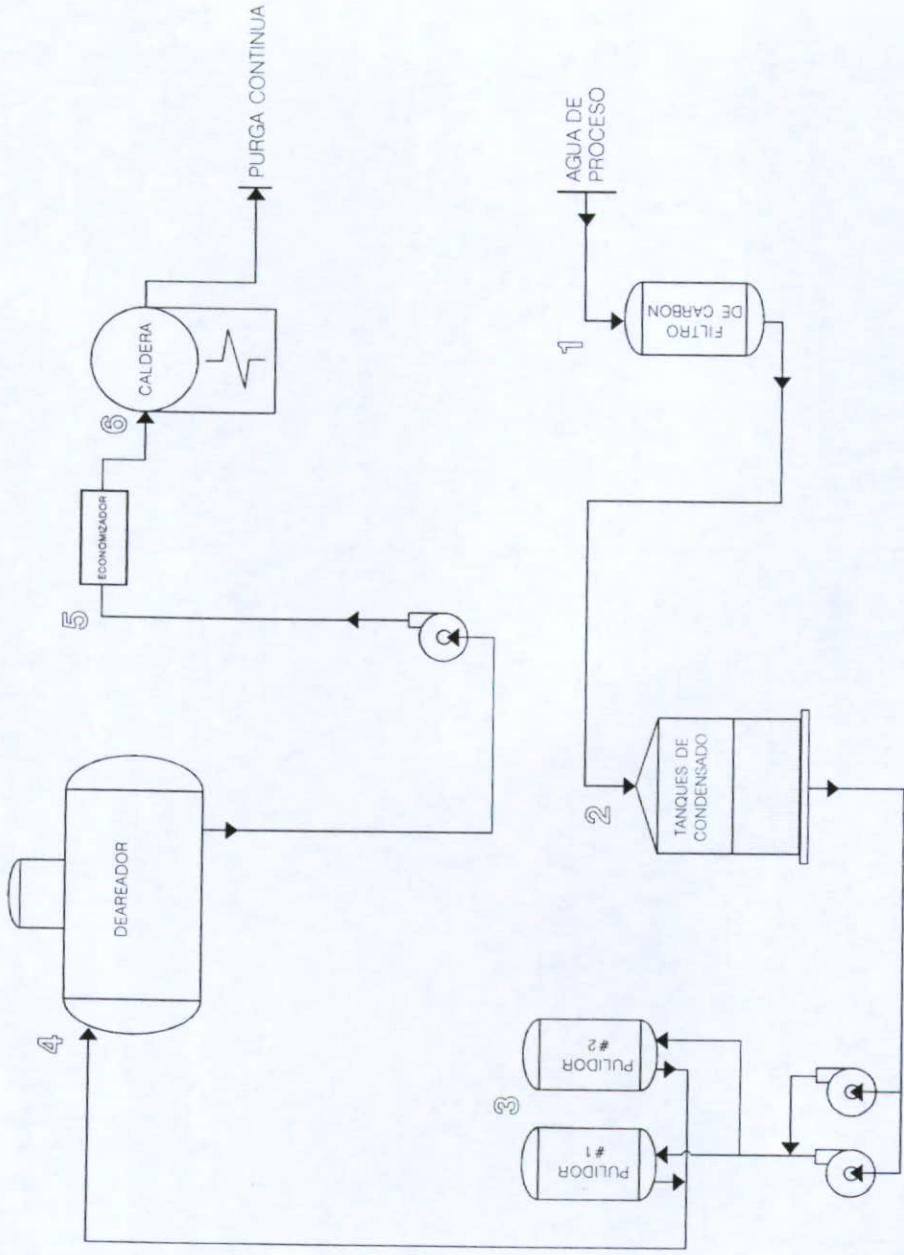 4
DEAREADOR
5
ECONOMIZADOR
6
CALDERA
PURGA CONTINUA
3
PULIDOR
#1
PULIDOR
#2
2
TANQUES DE
CONDENSADO
1
FILTRO
DE CARBON
AGUA DE
PROCESO